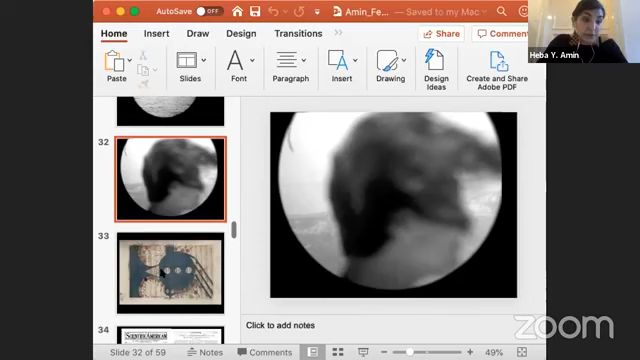 AutoSave OFF Amin_Fe... — Saved to my Mac
Home Insert Draw Design Transitions Share Comment
Paste Slides Font Paragraph Insert Drawing Design Ideas Create and Share Adobe PDF
Heba Y. Amin
32
33
34
SCIENTIFIC AMERICAN
Click to add notes
Slide 32 of 59 Notes Comments 49%
zoom